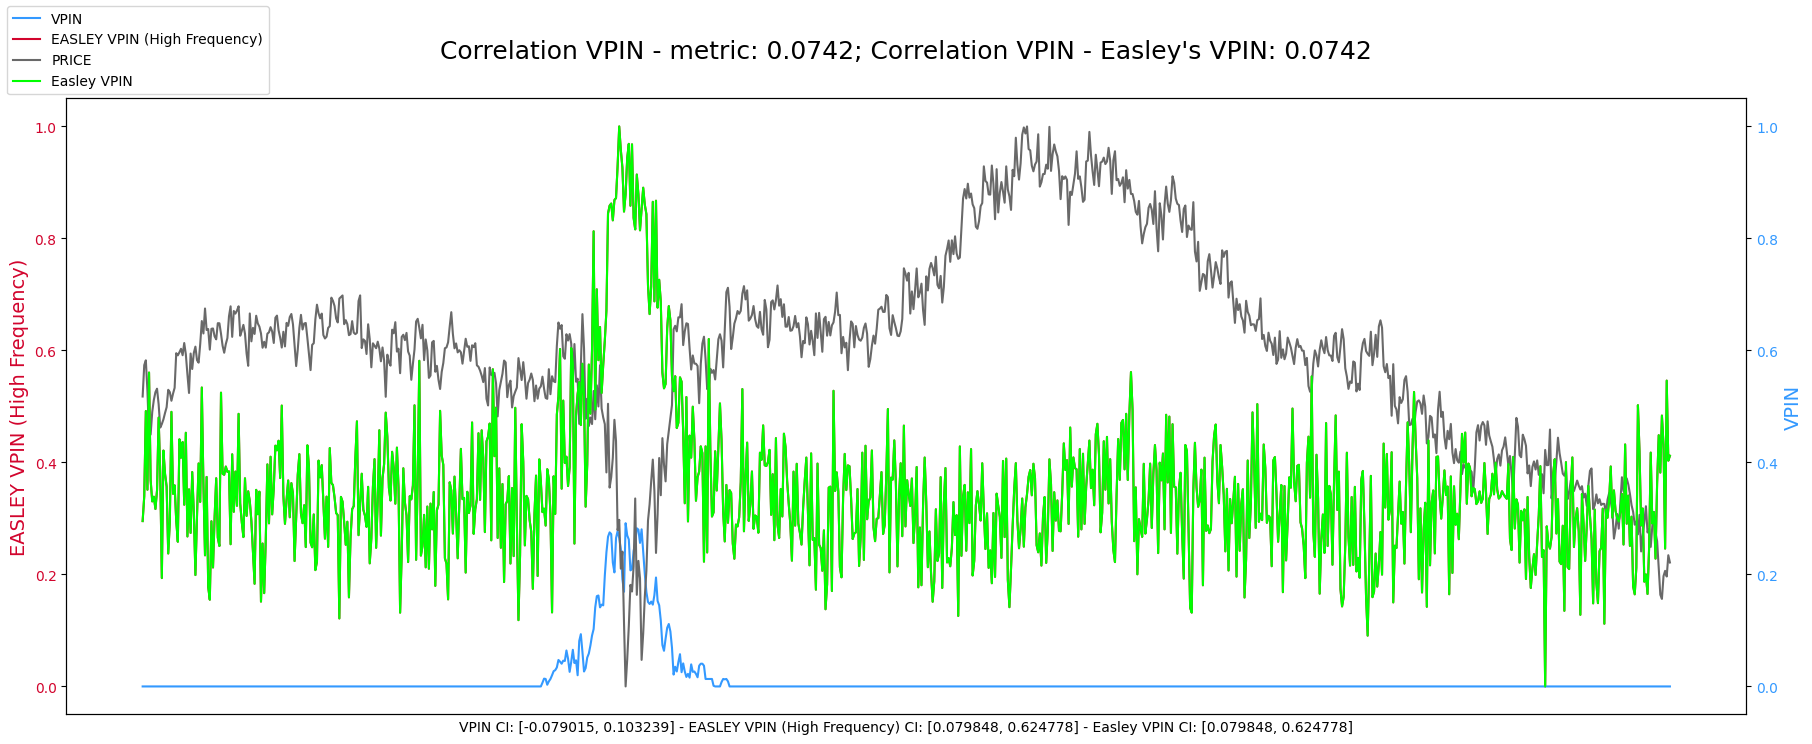 VPIN
EASLEY VPIN (High Frequency)
PRICE
Easley VPIN
Correlation VPIN - metric: 0.0742; Correlation VPIN - Easley's VPIN: 0.0742
EASLEY VPIN (High Frequency)
1.0
0.8
0.6
0.4
0.2
0.0
1.0
0.8
0.6
0.4
0.2
0.0
VPIN
VPIN CI: [-0.079015, 0.103239] - EASLEY VPIN (High Frequency) CI: [0.079848, 0.624778] - Easley VPIN CI: [0.079848, 0.624778]